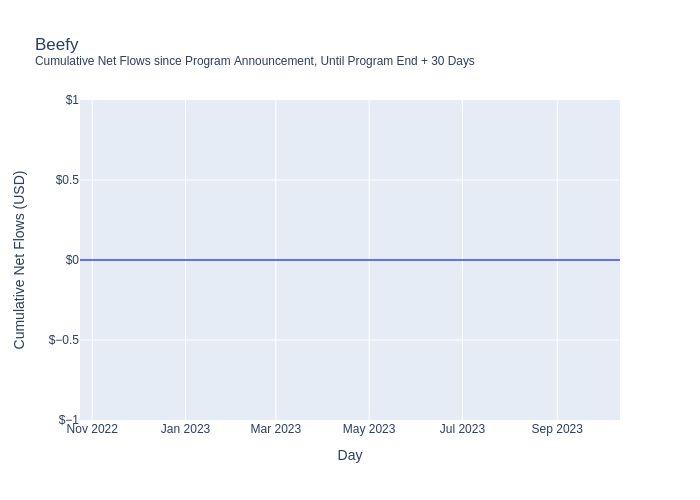 Beefy
Cumulative Net Flows since Program Announcement, Until Program End + 30 Days
Cumulative Net Flows (USD)
$1
$0.5
$0
$−0.5
$−1
Nov 2022 Jan 2023 Mar 2023 May 2023 Jul 2023 Sep 2023
Day